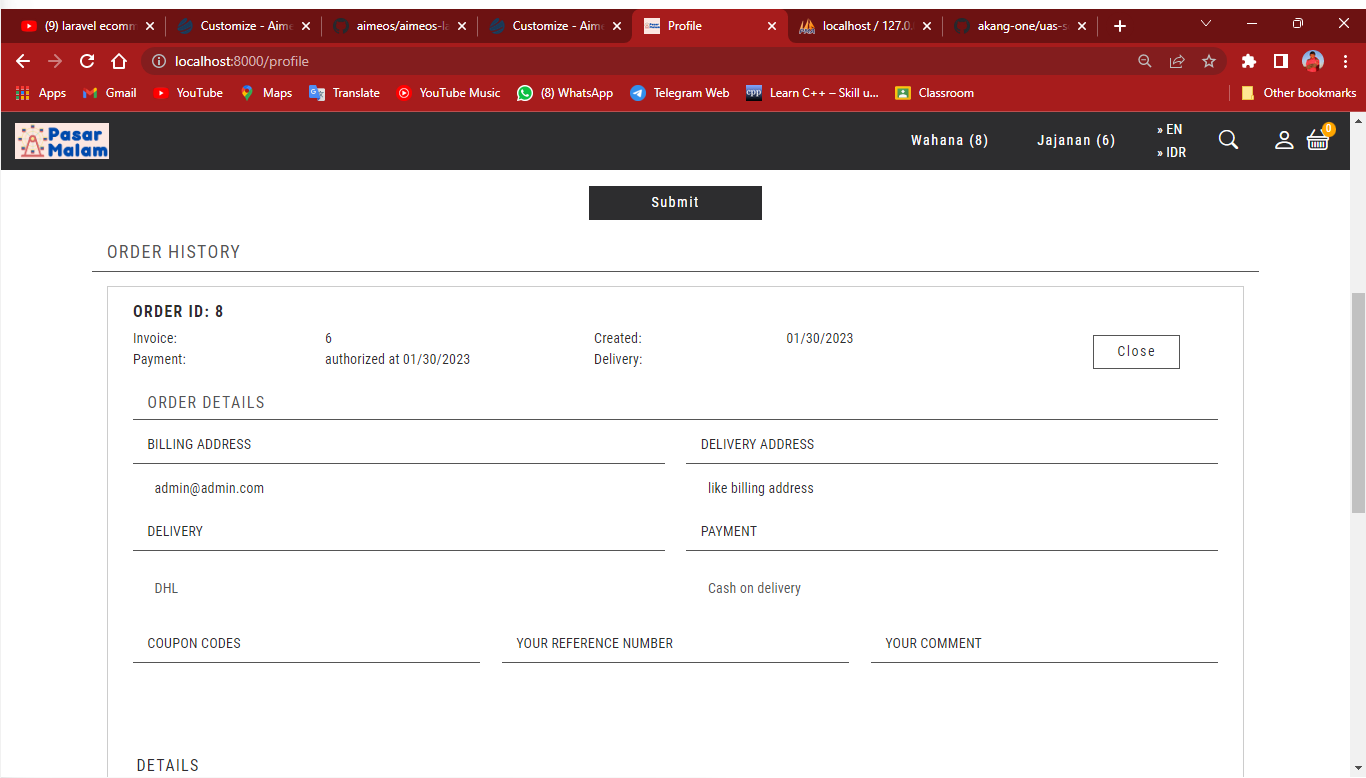 (9) laravel ecomm
Customize - Aime
aimeos/aimeos-la
Customize - Aime
Profile
localhost / 127.0.
akang-one/uas-s
localhost:8000/profile
Apps
Gmail
YouTube
Maps
Translate
YouTube Music
(8) WhatsApp
Telegram Web
Learn C++ – Skill u...
Classroom
Other bookmarks
Pasar
Malam
Wahana (8)
Jajanan (6)
» EN
» IDR
0
Submit
ORDER HISTORY
ORDER ID: 8
Invoice: 6 Created: 01/30/2023
Payment: authorized at 01/30/2023 Delivery:
Close
ORDER DETAILS
BILLING ADDRESS DELIVERY ADDRESS
admin@admin.com like billing address
DELIVERY PAYMENT
DHL Cash on delivery
COUPON CODES YOUR REFERENCE NUMBER YOUR COMMENT
DETAILS